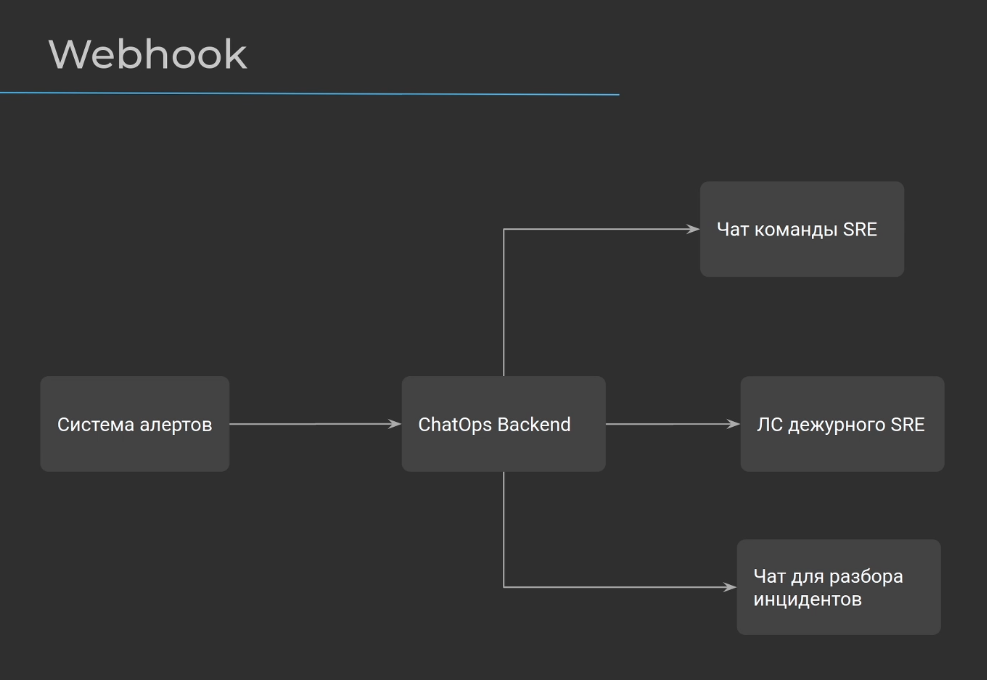 Webhook
Чат команды SRE
Система алертов
ChatOps Backend
ЛС дежурного SRE
Чат для разбора
инцидентов